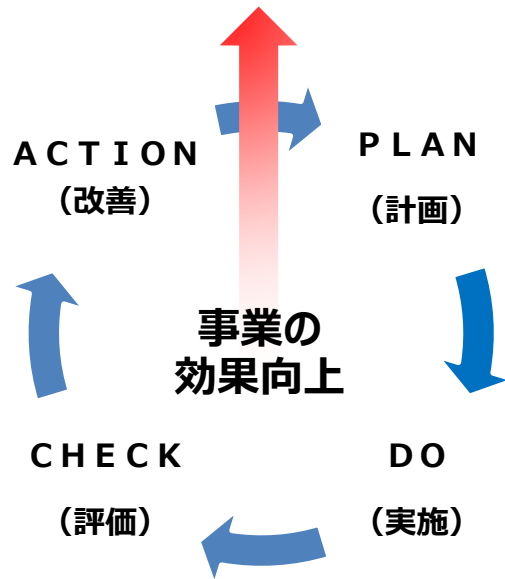 ＡＣＴＩＯＮ
（改善）
ＰＬＡＮ
（計画）
事業の
効果向上
ＣＨＥＣＫ
（評価）
ＤＯ
（実施）